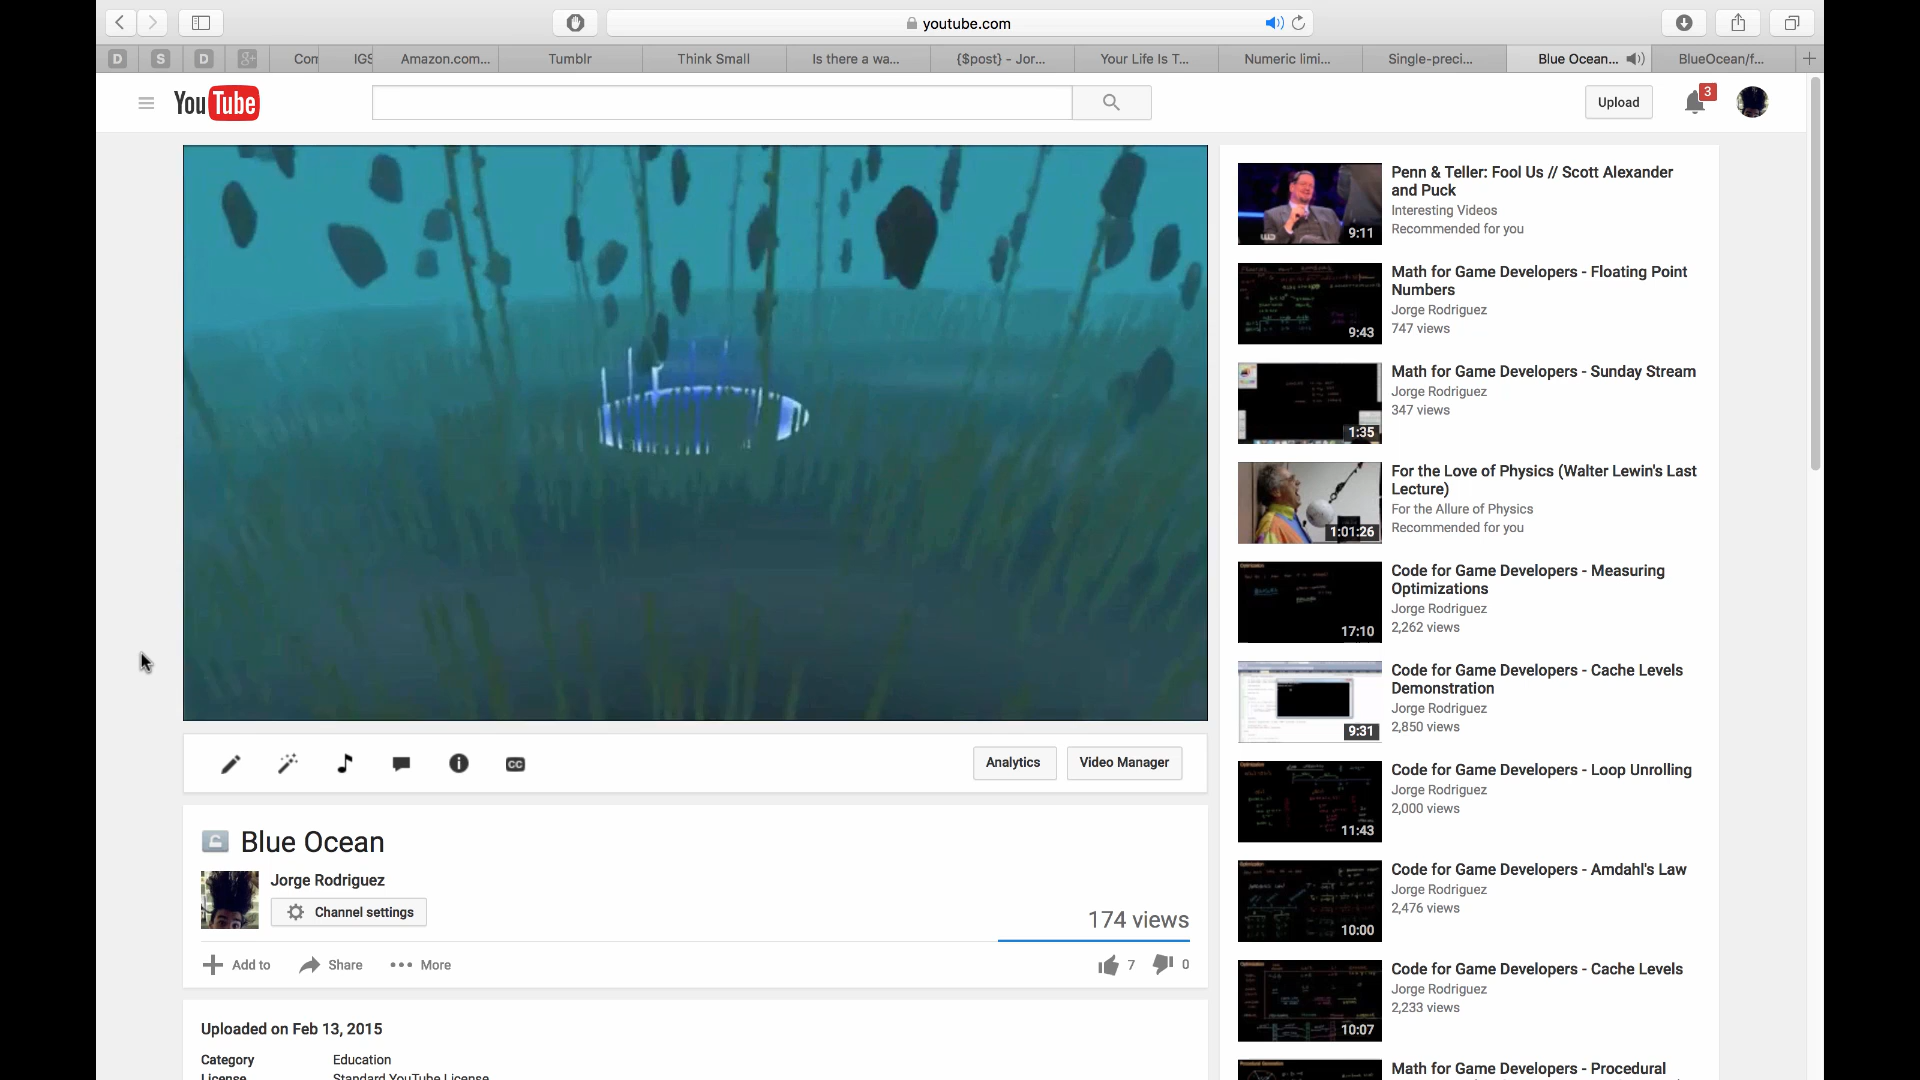 youtube.com
D
S
D
g+
Con
IGS
Amazon.com...
Tumblr
Think Small
Is there a wa...
{$post} - Jor...
Your Life Is T...
Numeric limi...
Single-preci...
Blue Ocean...
BlueOcean/f...
YouTube
Upload
3
Penn & Teller: Fool Us // Scott Alexander
and Puck
Interesting Videos
Recommended for you
9:11
Math for Game Developers - Floating Point
Numbers
Jorge Rodriguez
747 views
9:43
Math for Game Developers - Sunday Stream
Jorge Rodriguez
347 views
1:35
For the Love of Physics (Walter Lewin's Last
Lecture)
For the Allure of Physics
Recommended for you
1:01:26
Code for Game Developers - Measuring
Optimizations
Jorge Rodriguez
2,262 views
17:10
Code for Game Developers - Cache Levels
Demonstration
Jorge Rodriguez
2,850 views
9:31
Code for Game Developers - Loop Unrolling
Jorge Rodriguez
2,000 views
11:43
Code for Game Developers - Amdahl's Law
Jorge Rodriguez
2,476 views
10:00
Code for Game Developers - Cache Levels
Jorge Rodriguez
2,233 views
10:07
Math for Game Developers - Procedural
CC
Analytics
Video Manager
Blue Ocean
Jorge Rodriguez
Channel settings
174 views
Add to
Share
More
7
0
Uploaded on Feb 13, 2015
Category Education
License Standard YouTube License